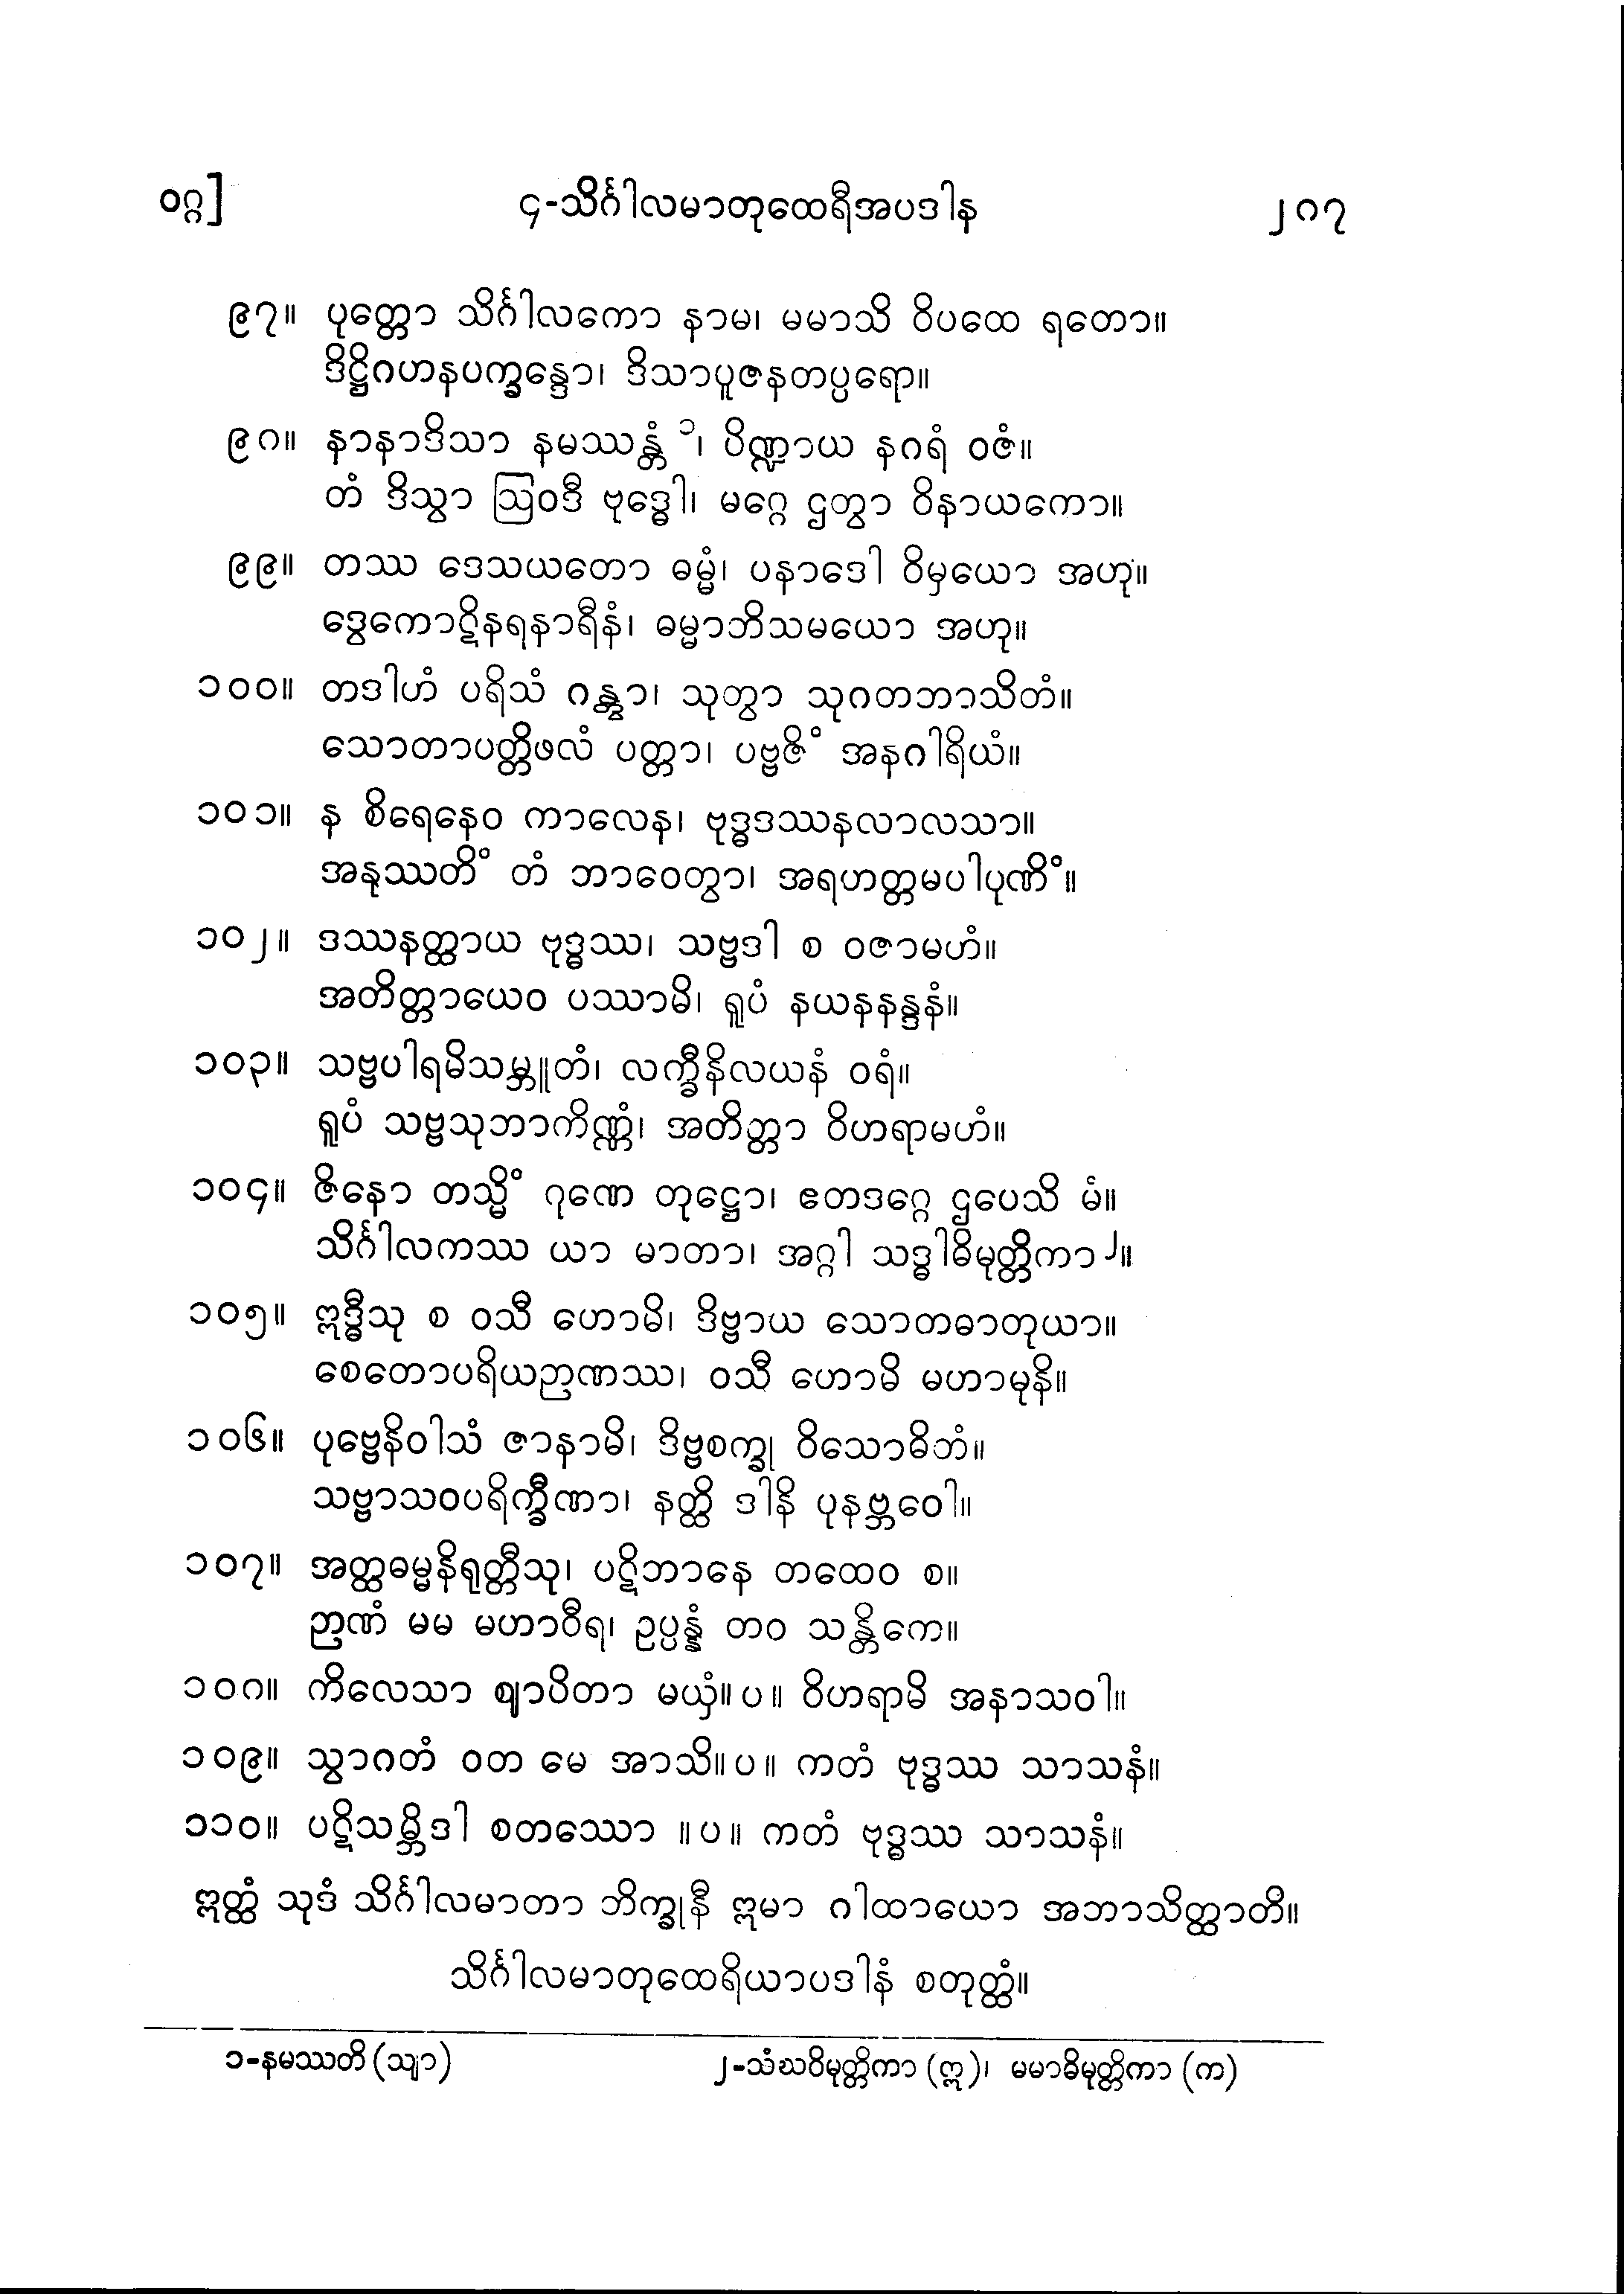 ဝဂ္ဂ] ၄-သိင်္ဂါလမာတုထေရီအပဒါန ၂၈၇
၉၇။ ပုတ္တော သိင်္ဂါလကော နာမ၊ မမာသိ ဝိပထေ ရတော။
ဒိဋ္ဌိဂဟနပက္ခန္ဒော၊ ဒိသာပူဇနတပ္ပရော။
၉၈။ နာနာဒိသာ နမဿန္တံ ၁၊ ပိဏ္ဍာယ နဂရံ ဝဇံ။
တံ ဒိသွာ ဩဝဒီ ဗုဒ္ဓေါ၊ မဂ္ဂေ ဌတွာ ဝိနာယကော။
၉၉။ တဿ ဒေသယတော ဓမ္မံ၊ ပနာဒေါ ဝိမှယော အဟု။
ဒွေကောဋိနရနာရီနံ၊ ဓမ္မာဘိသမယော အဟု။
၁၀၀။ တဒါဟံ ပရိသံ ဂန္တွာ၊ သုတွာ သုဂတဘာသိတံ။
သောတာပတ္တိဖလံ ပတ္တာ၊ ပဗ္ဗဇိံ အနဂါရိယံ။
၁၀၁။ န စိရေနေဝ ကာလေန၊ ဗုဒ္ဓဒဿနလာလသာ။
အနုဿတိံ တံ ဘာဝေတွာ၊ အရဟတ္တမပါပုဏိံ။
၁၀၂။ ဒဿနတ္ထာယ ဗုဒ္ဓဿ၊ သဗ္ဗဒါ စ ဝဇာမဟံ။
အတိတ္တာယေဝ ပဿာမိ၊ ရူပံ နယနနန္ဒနံ။
၁၀၃။ သဗ္ဗပါရမိသမ္ဘူတံ၊ လက္ခီနိလယနံ ဝရံ။
ရူပံ သဗ္ဗသုဘာကိဏ္ဏံ၊ အတိတ္တာ ဝိဟရာမဟံ။
၁၀၄။ ဇိနော တသ္မိံ ဂုဏေ တုဋ္ဌော၊ ဧတဒဂ္ဂေ ဌပေသိ မံ။
သိင်္ဂါလကဿ ယာ မာတာ၊ အဂ္ဂါ သဒ္ဓါဓိမုတ္တိကာ၂။
၁၀၅။ ဣဒ္ဓီသု စ ဝသီ ဟောမိ၊ ဒိဗ္ဗာယ သောတဓာတုယာ။
စေတောပရိယဉာဏဿ၊ ဝသီ ဟောမိ မဟာမုနိ။
၁၀၆။ ပုဗ္ဗေနိဝါသံ ဇာနာမိ၊ ဒိဗ္ဗစက္ခု ဝိသောဓိတံ။
သဗ္ဗာသဝပရိက္ခီဏာ၊ နတ္ထိ ဒါနိ ပုနဗ္ဘဝေါ။
၁၀၇။ အတ္ထဓမ္မနိရုတ္တီသု၊ ပဋိဘာနေ တထေဝ စ။
ဉာဏံ မမ မဟာဝီရ၊ ဥပ္ပန္နံ တဝ သန္တိကေ။
၁၀၈။ ကိလေသာ ဈာပိတာ မယှံ။ပ။ ဝိဟရာမိ အနာသဝါ။
၁၀၉။ သွာဂတံ ဝတ မေ အာသိ။ပ။ ကတံ ဗုဒ္ဓဿ သာသနံ။
၁၁၀။ ပဋိသမ္ဘိဒါ စတဿော ။ပ။ ကတံ ဗုဒ္ဓဿ သာသနံ။
ဣတ္ထံ သုဒံ သိင်္ဂါလမာတာ ဘိက္ခုနီ ဣမာ ဂါထာယော အဘာသိတ္ထာတိ။
သိင်္ဂါလမာတုထေရိယာပဒါနံ စတုတ္ထံ။
၁-နမဿတိ (သျာ) ၂-သံဃဝိမုတ္တိကာ (ဣ)၊ မမာဓိမုတ္တိကာ (က)